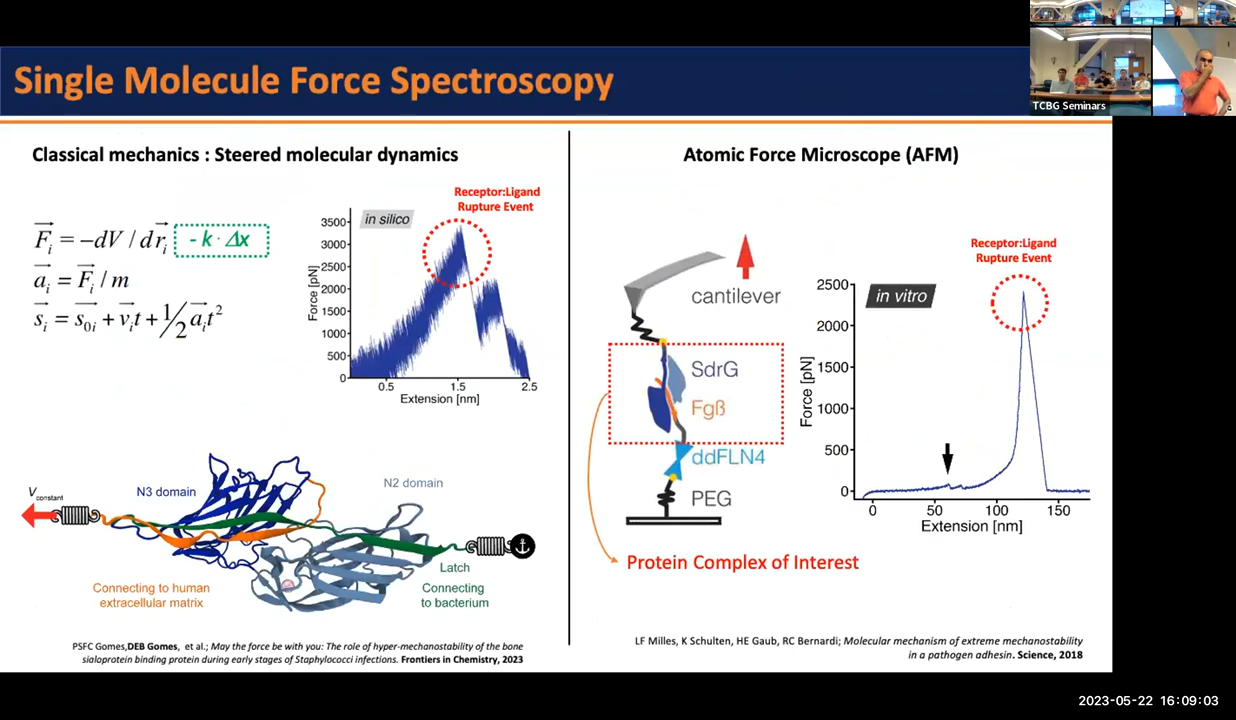 TCBG Seminars
Single Molecule Force Spectroscopy
Classical mechanics : Steered molecular dynamics
F⃗ᵢ = −dV / dr⃗ᵢ - k · Δx
a⃗ᵢ = F⃗ᵢ / m
s⃗ᵢ = s⃗₀ᵢ + v⃗ᵢt + 1/2 a⃗ᵢt²
Receptor:Ligand
Rupture Event
in silico
Force [pN]
3500
3000
2500
2000
1500
1000
500
0
0.5 1.5 2.5
Extension [nm]
Vconstant
N3 domain
N2 domain
Latch
Connecting to human
extracellular matrix
Connecting
to bacterium
PSFC Gomes,DEB Gomes, et al.; May the force be with you: The role of hyper-mechanostability of the bone
sialoprotein binding protein during early stages of Staphylococci infections. Frontiers in Chemistry, 2023
Atomic Force Microscope (AFM)
cantilever
SdrG
Fgß
ddFLN4
PEG
Protein Complex of Interest
Receptor:Ligand
Rupture Event
in vitro
Force [pN]
2500
2000
1500
1000
500
0
0 50 100 150
Extension [nm]
LF Milles, K Schulten, HE Gaub, RC Bernardi; Molecular mechanism of extreme mechanostability
in a pathogen adhesin. Science, 2018
2023-05-22 16:09:03